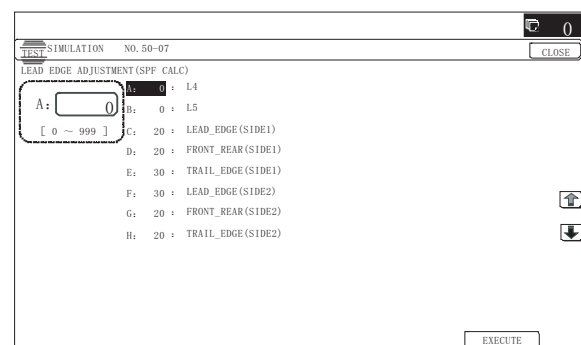 0
TEST SIMULATION NO. 50-07
CLOSE
LEAD EDGE ADJUSTMENT(SPF CALC)
A: 0
[ 0 ~ 999 ]
A: 0 : L4
B: 0 : L5
C: 20 : LEAD_EDGE(SIDE1)
D: 20 : FRONT_REAR(SIDE1)
E: 30 : TRAIL_EDGE(SIDE1)
F: 30 : LEAD_EDGE(SIDE2)
G: 20 : FRONT_REAR(SIDE2)
H: 20 : TRAIL_EDGE(SIDE2)
EXECUTE